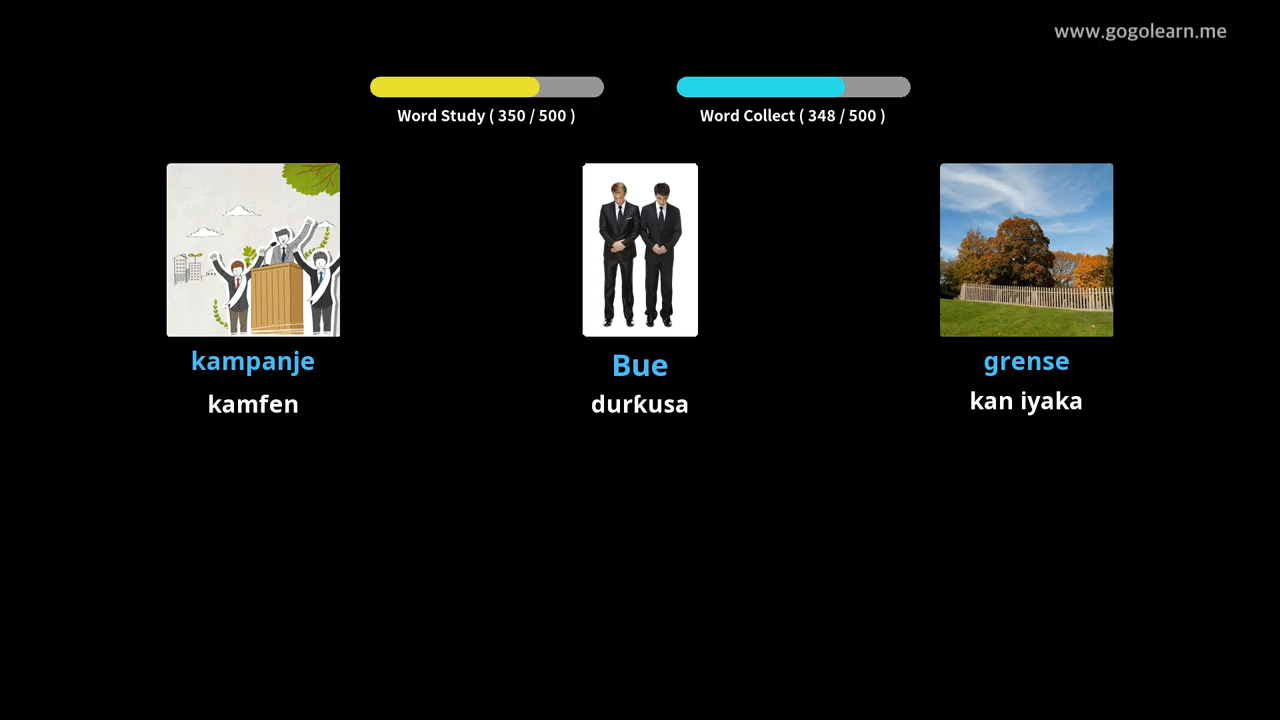 www.gogolearn.me
Word Study ( 350 / 500 )
Word Collect ( 348 / 500 )
kampanje
Bue
grense
kamfen
durƙusa
kan iyaka